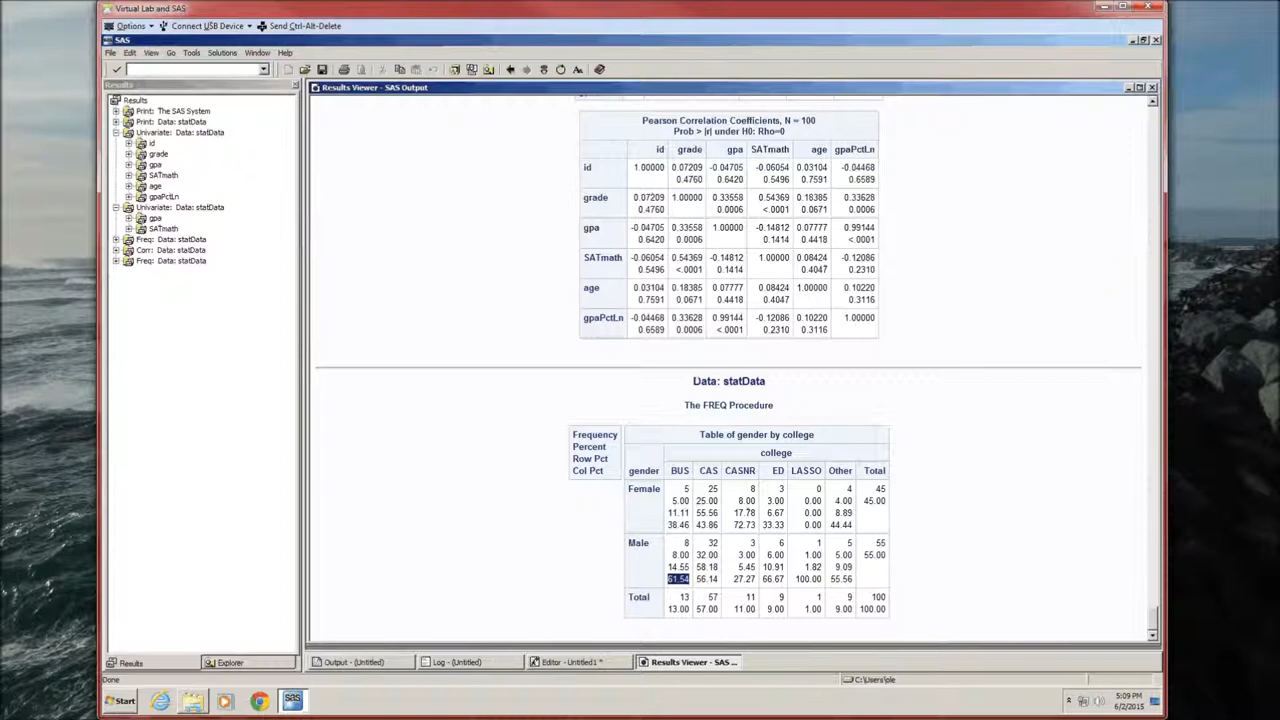 Virtual Lab and SAS
Options Connect USB Device Send Ctrl-Alt-Delete
SAS
File Edit View Go Tools Solutions Window Help
Results
Results
Print: The SAS System
Print: Data: statData
Univariate: Data: statData
id
grade
gpa
SATmath
age
gpaPctLn
Univariate: Data: statData
gpa
SATmath
Freq: Data: statData
Corr: Data: statData
Freq: Data: statData
Results Viewer - SAS Output
Pearson Correlation Coefficients, N = 100
Prob > |r| under H0: Rho=0
id grade gpa SATmath age gpaPctLn
id 1.00000 0.07209 -0.04705 -0.06054 0.03104 -0.04468
0.4760 0.6420 0.5496 0.7591 0.6589
grade 0.07209 1.00000 0.33558 0.54369 0.18385 0.33628
0.4760 0.0006 <.0001 0.0671 0.0006
gpa -0.04705 0.33558 1.00000 -0.14812 0.07777 0.99144
0.6420 0.0006 0.1414 0.4418 <.0001
SATmath -0.06054 0.54369 -0.14812 1.00000 0.08424 -0.12086
0.5496 <.0001 0.1414 0.4047 0.2310
age 0.03104 0.18385 0.07777 0.08424 1.00000 0.10220
0.7591 0.0671 0.4418 0.4047 0.3116
gpaPctLn -0.04468 0.33628 0.99144 -0.12086 0.10220 1.00000
0.6589 0.0006 <.0001 0.2310 0.3116
Data: statData
The FREQ Procedure
Frequency
Percent
Row Pct
Col Pct
Table of gender by college
college
gender BUS CAS CASNR ED LASSO Other Total
Female 5 25 8 3 0 4 45
5.00 25.00 8.00 3.00 0.00 4.00 45.00
11.11 55.56 17.78 6.67 0.00 8.89
38.46 43.86 72.73 33.33 0.00 44.44
Male 8 32 3 6 1 5 55
8.00 32.00 3.00 6.00 1.00 5.00 55.00
14.55 58.18 5.45 10.91 1.82 9.09
61.54 56.14 27.27 66.67 100.00 55.56
Total 13 57 11 9 1 9 100
13.00 57.00 11.00 9.00 1.00 9.00 100.00
Results Explorer
Output - (Untitled) Log - (Untitled) Editor - Untitled1 * Results Viewer - SAS ...
Done
C:\Users\ple
Start
sas
5:09 PM
6/2/2015